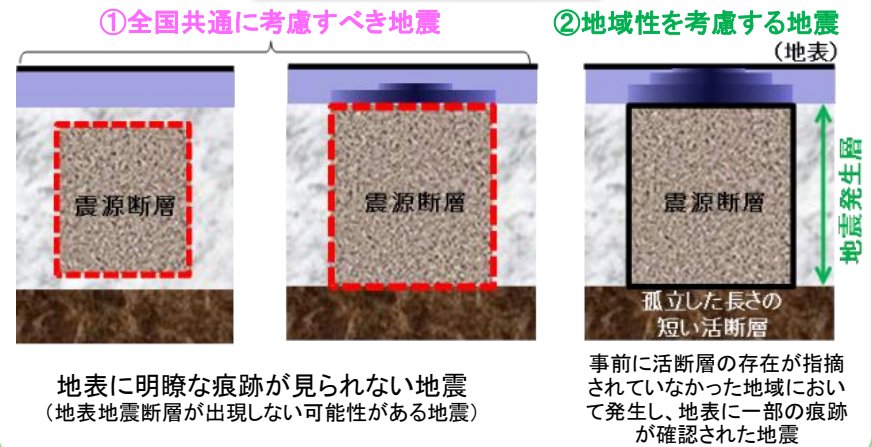 ①全国共通に考慮すべき地震
②地域性を考慮する地震
（地表）
震源断層
震源断層
震源断層
地震発生層
孤立した長さの
短い活断層
地表に明瞭な痕跡が見られない地震
（地表地震断層が出現しない可能性がある地震）
事前に活断層の存在が指摘
されていなかった地域におい
て発生し、地表に一部の痕跡
が確認された地震